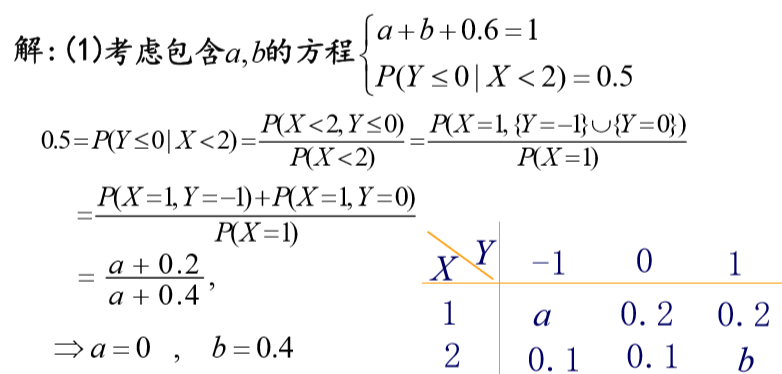 解：(1)考虑包含a,b的方程{a+b+0.6=1
P(Y≤0|X<2)=0.5
0.5=P(Y≤0|X<2)=P(X<2,Y≤0)/P(X<2)=P(X=1,{Y=−1}∪{Y=0})/P(X=1)
=P(X=1,Y=−1)+P(X=1,Y=0)/P(X=1)
=a+0.2/a+0.4,
⇒a=0 , b=0.4
X Y −1 0 1
1 a 0.2 0.2
2 0.1 0.1 b